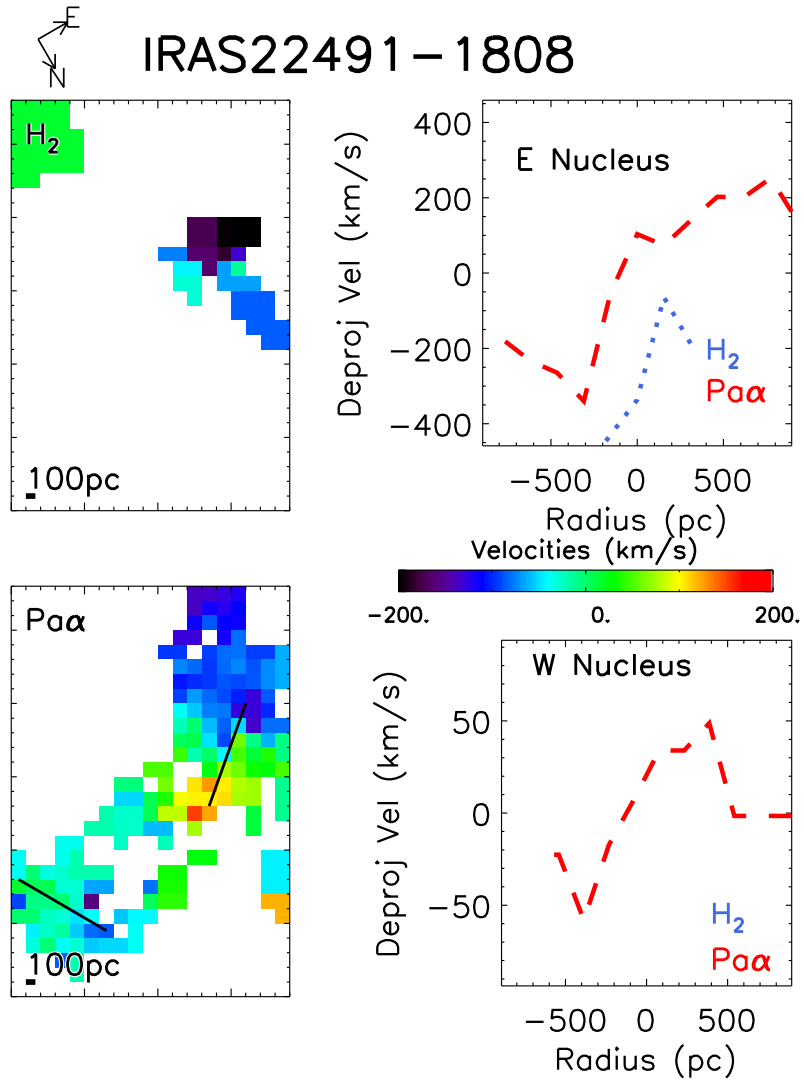 E
N
IRAS22491−1808
H₂
100pc
400
200
0
−200
−400
Deproj Vel (km/s)
E Nucleus
H₂
Paα
−500 0 500
Radius (pc)
Velocities (km/s)
−200. 0. 200.
Paα
100pc
50
0
−50
Deproj Vel (km/s)
W Nucleus
H₂
Paα
−500 0 500
Radius (pc)